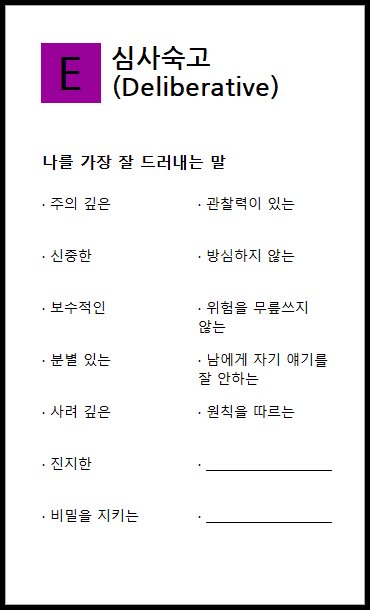 E
심사숙고
(Deliberative)
나를 가장 잘 드러내는 말
· 주의 깊은
· 관찰력이 있는
· 신중한
· 방심하지 않는
· 보수적인
· 위험을 무릎쓰지
않는
· 분별 있는
· 남에게 자기 얘기를
잘 안하는
· 사려 깊은
· 원칙을 따르는
· 진지한
· __________________
· 비밀을 지키는
· __________________